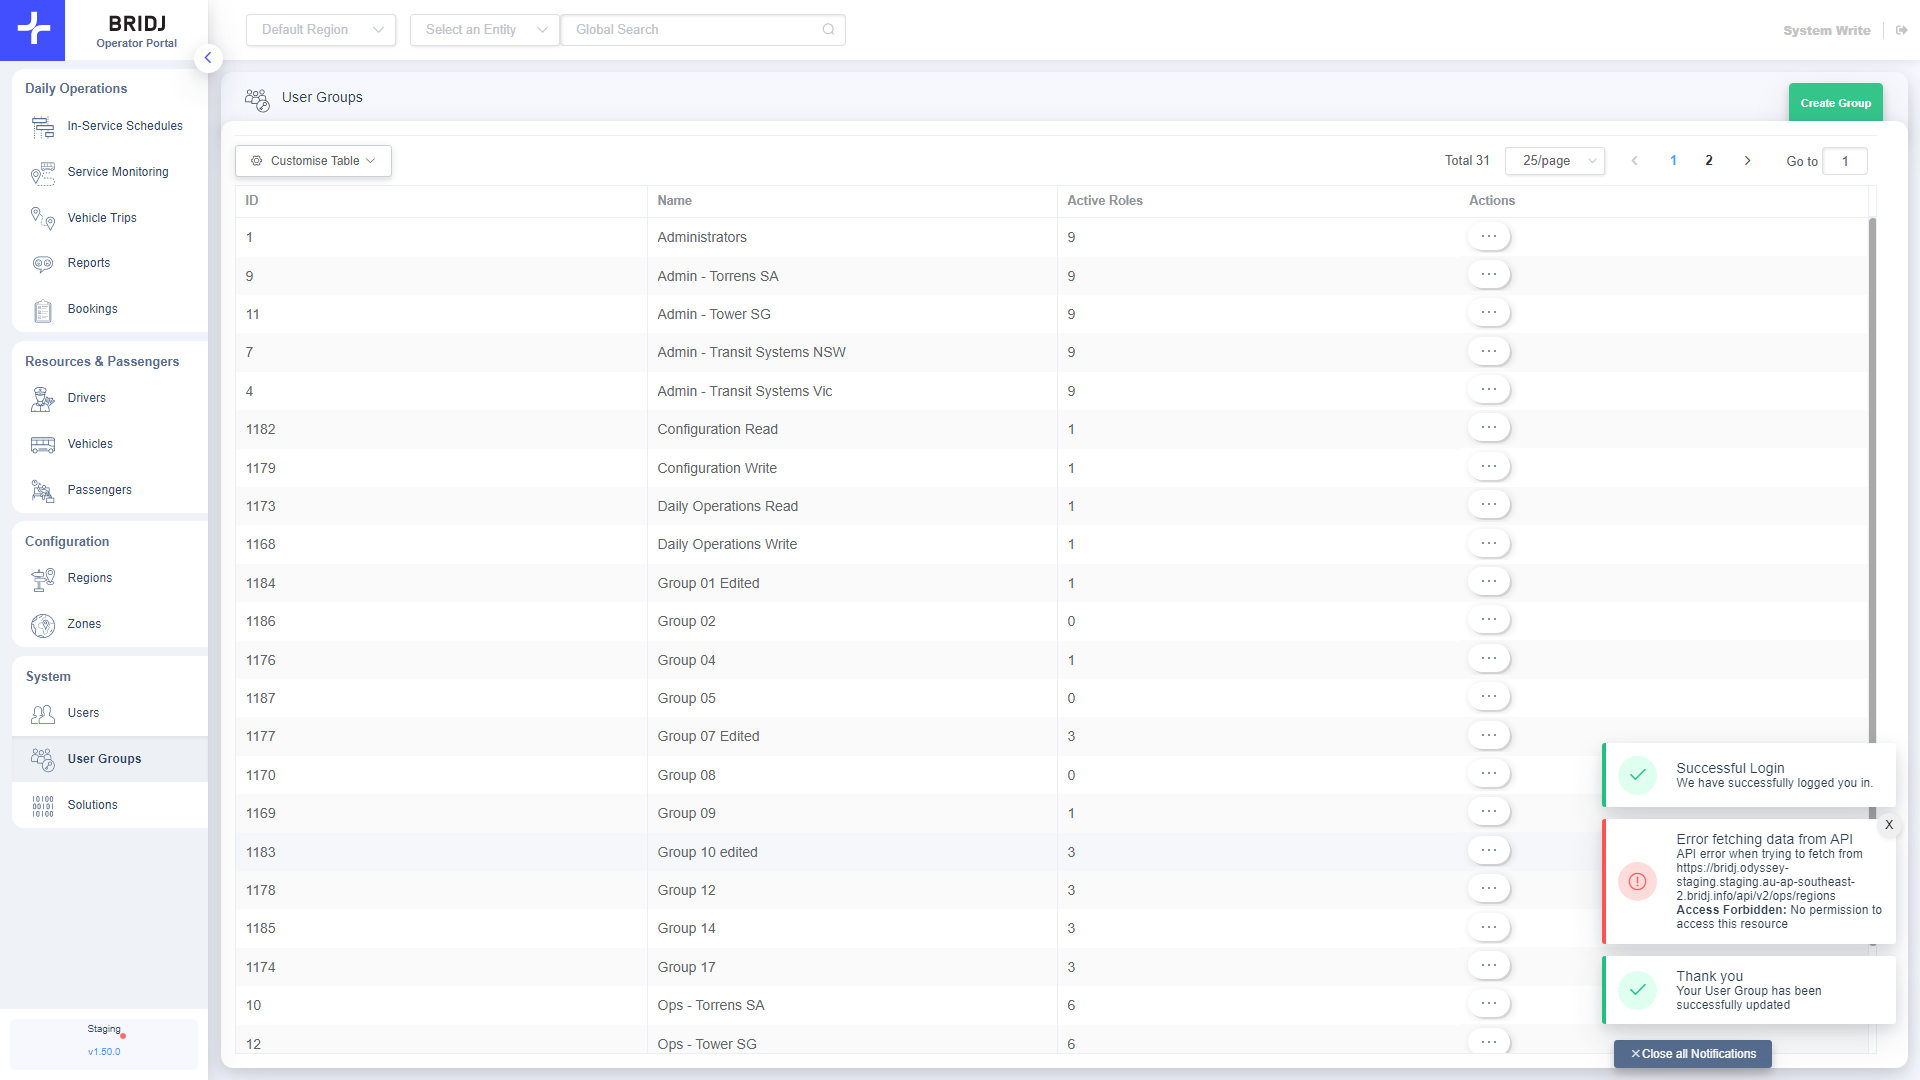 BRIDJ
Operator Portal
Default Region
Select an Entity
Global Search
System Write
Daily Operations
In-Service Schedules
Service Monitoring
Vehicle Trips
Reports
Bookings
Resources & Passengers
Drivers
Vehicles
Passengers
Configuration
Regions
Zones
System
Users
User Groups
Solutions
Staging
v1.50.0
User Groups
Create Group
Customise Table
Total 31
25/page
1
2
Go to
1
ID Name Active Roles Actions
1 Administrators 9 ...
9 Admin - Torrens SA 9 ...
11 Admin - Tower SG 9 ...
7 Admin - Transit Systems NSW 9 ...
4 Admin - Transit Systems Vic 9 ...
1182 Configuration Read 1 ...
1179 Configuration Write 1 ...
1173 Daily Operations Read 1 ...
1168 Daily Operations Write 1 ...
1184 Group 01 Edited 1 ...
1186 Group 02 0 ...
1176 Group 04 1 ...
1187 Group 05 0 ...
1177 Group 07 Edited 3 ...
1170 Group 08 0 ...
1169 Group 09 1 ...
1183 Group 10 edited 3 ...
1178 Group 12 3 ...
1185 Group 14 3 ...
1174 Group 17 3 ...
10 Ops - Torrens SA 6 ...
12 Ops - Tower SG 6 ...
Successful Login
We have successfully logged you in.
X
Error fetching data from API
API error when trying to fetch from
https://bridj.odyssey-
staging.staging.au-ap-southeast-
2.bridj.info/api/v2/ops/regions
Access Forbidden: No permission to
access this resource
Thank you
Your User Group has been
successfully updated
×Close all Notifications